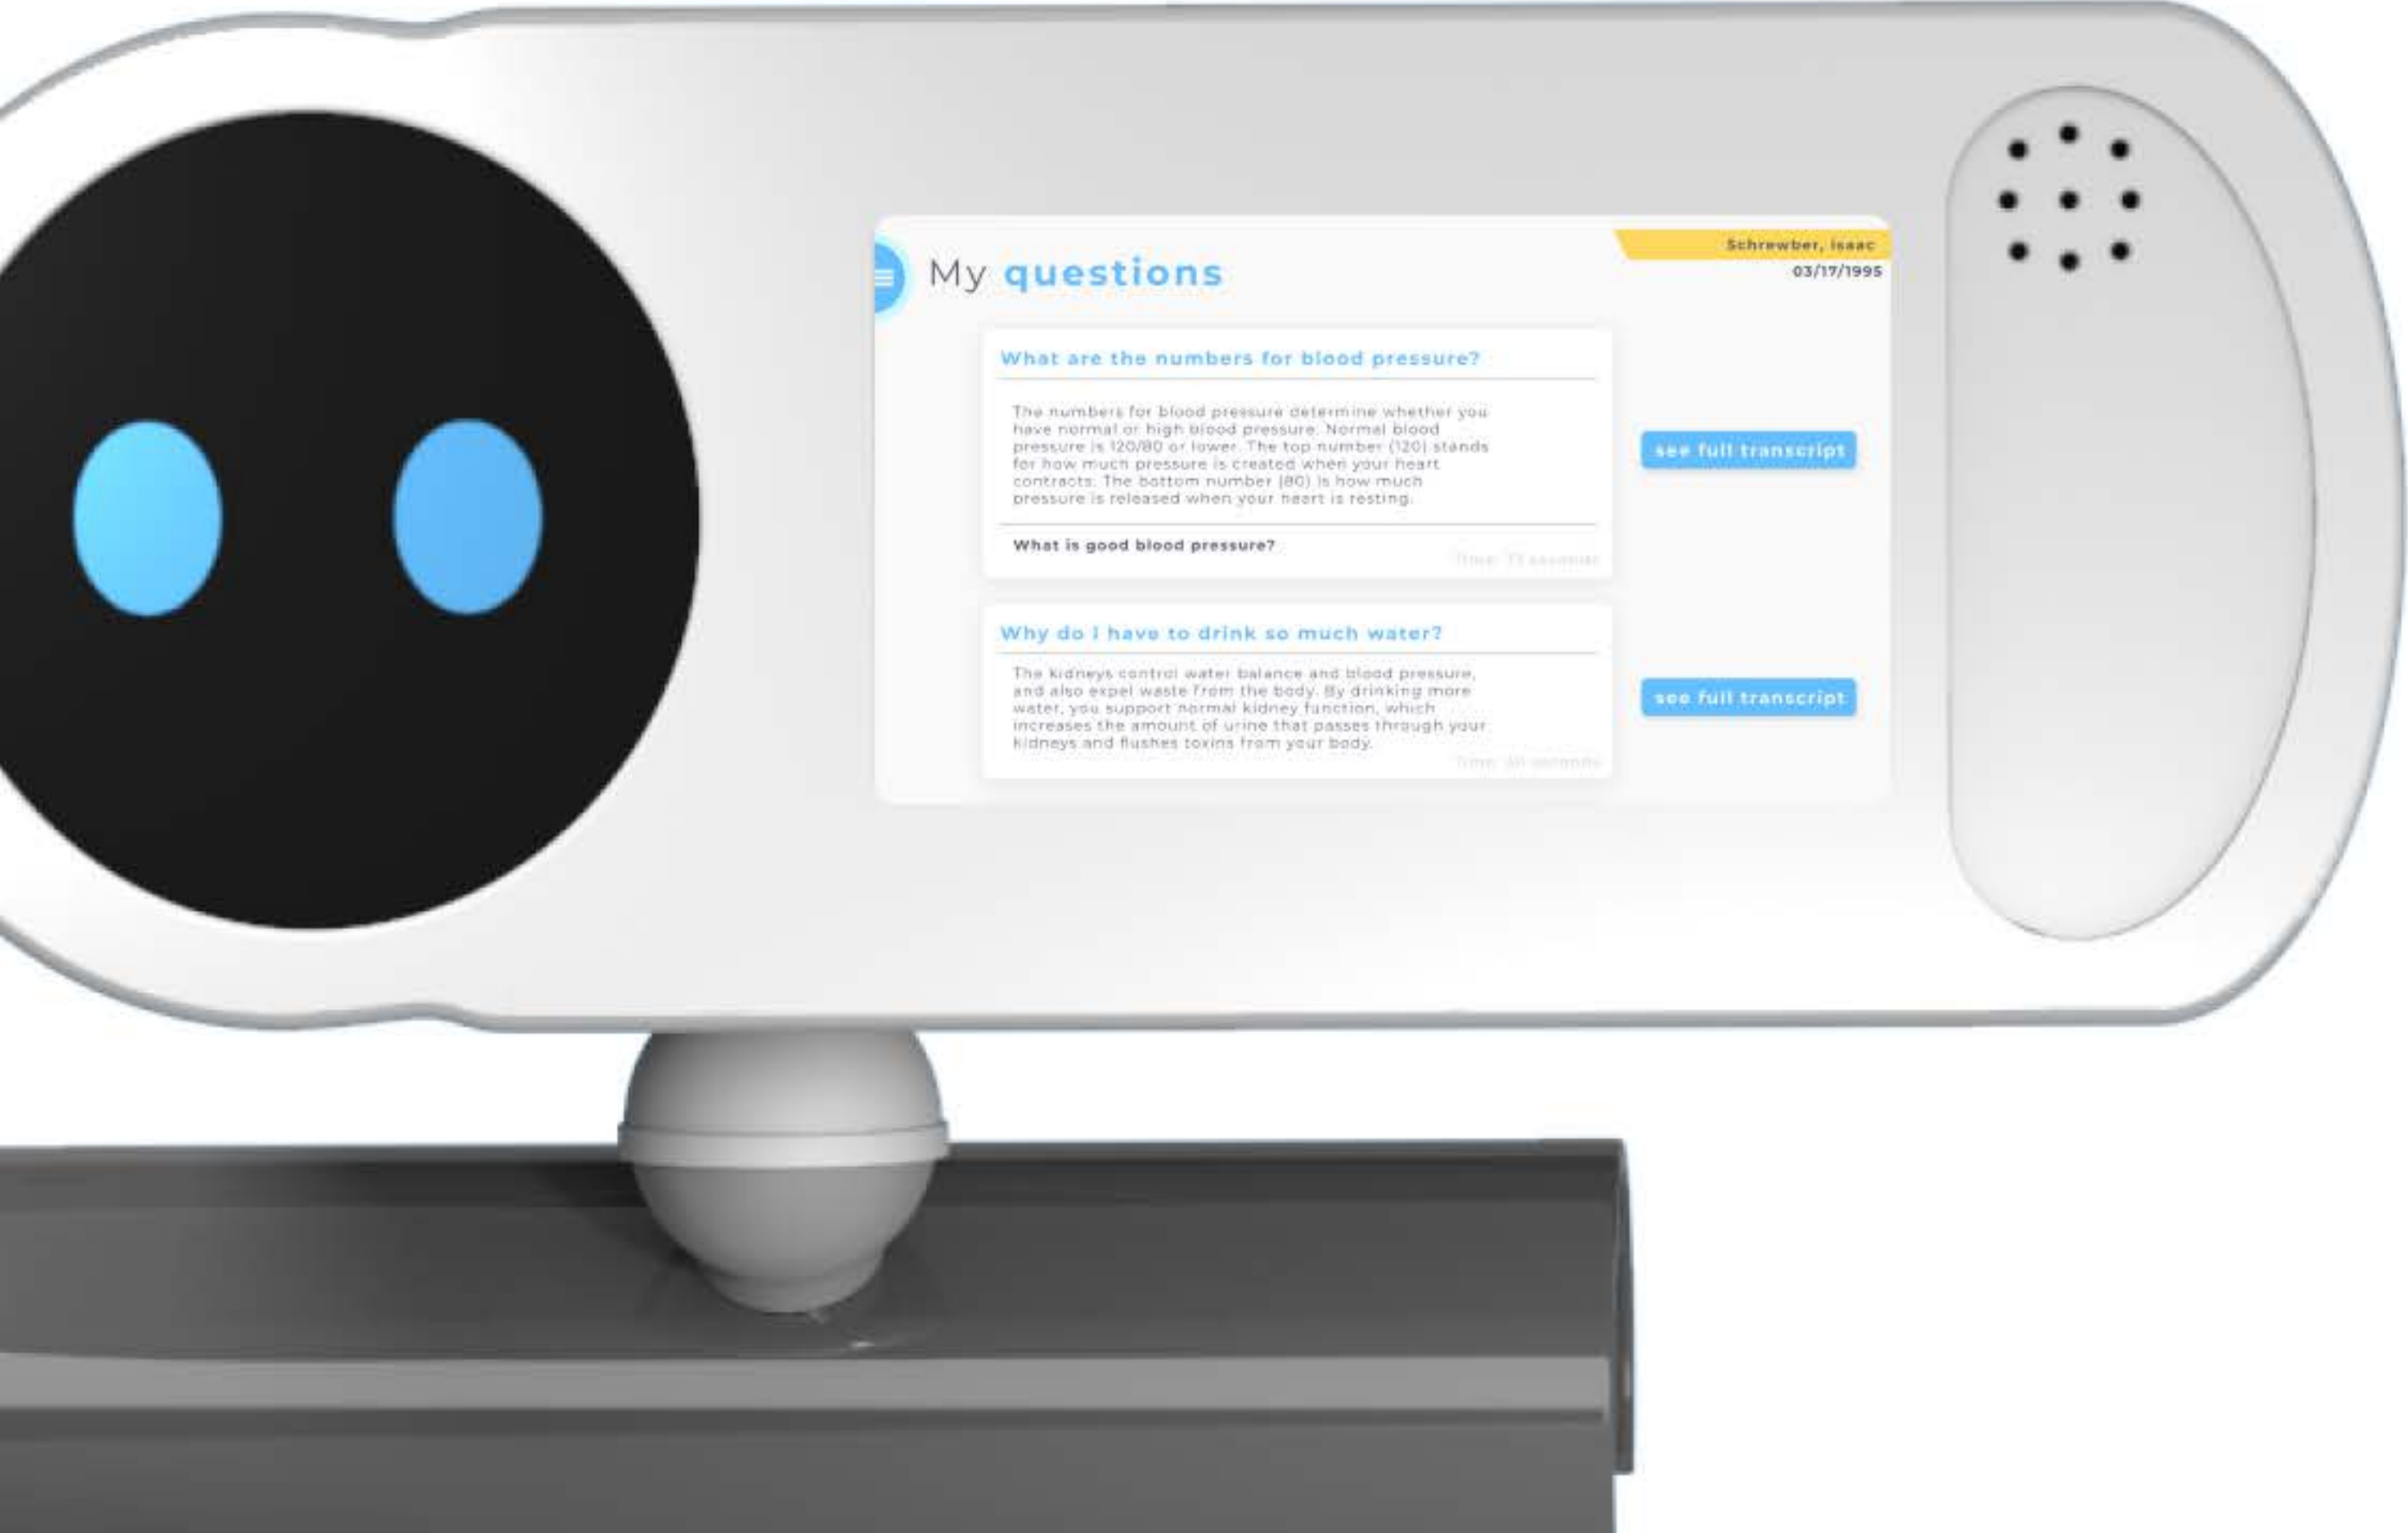 My questions
Schrewber, Isaac
03/17/1995
What are the numbers for blood pressure?
The numbers for blood pressure determine whether you
have normal or high blood pressure. Normal blood
pressure is 120/80 or lower. The top number (120) stands
for how much pressure is created when your heart
contracts. The bottom number (80) is how much
pressure is released when your heart is resting.
What is good blood pressure?
Time: seconds
see full transcript
Why do I have to drink so much water?
The kidneys control water balance and blood pressure,
and also expel waste from the body. By drinking more
water, you support normal kidney function, which
increases the amount of urine that passes through your
kidneys and flushes toxins from your body.
Time: seconds
see full transcript